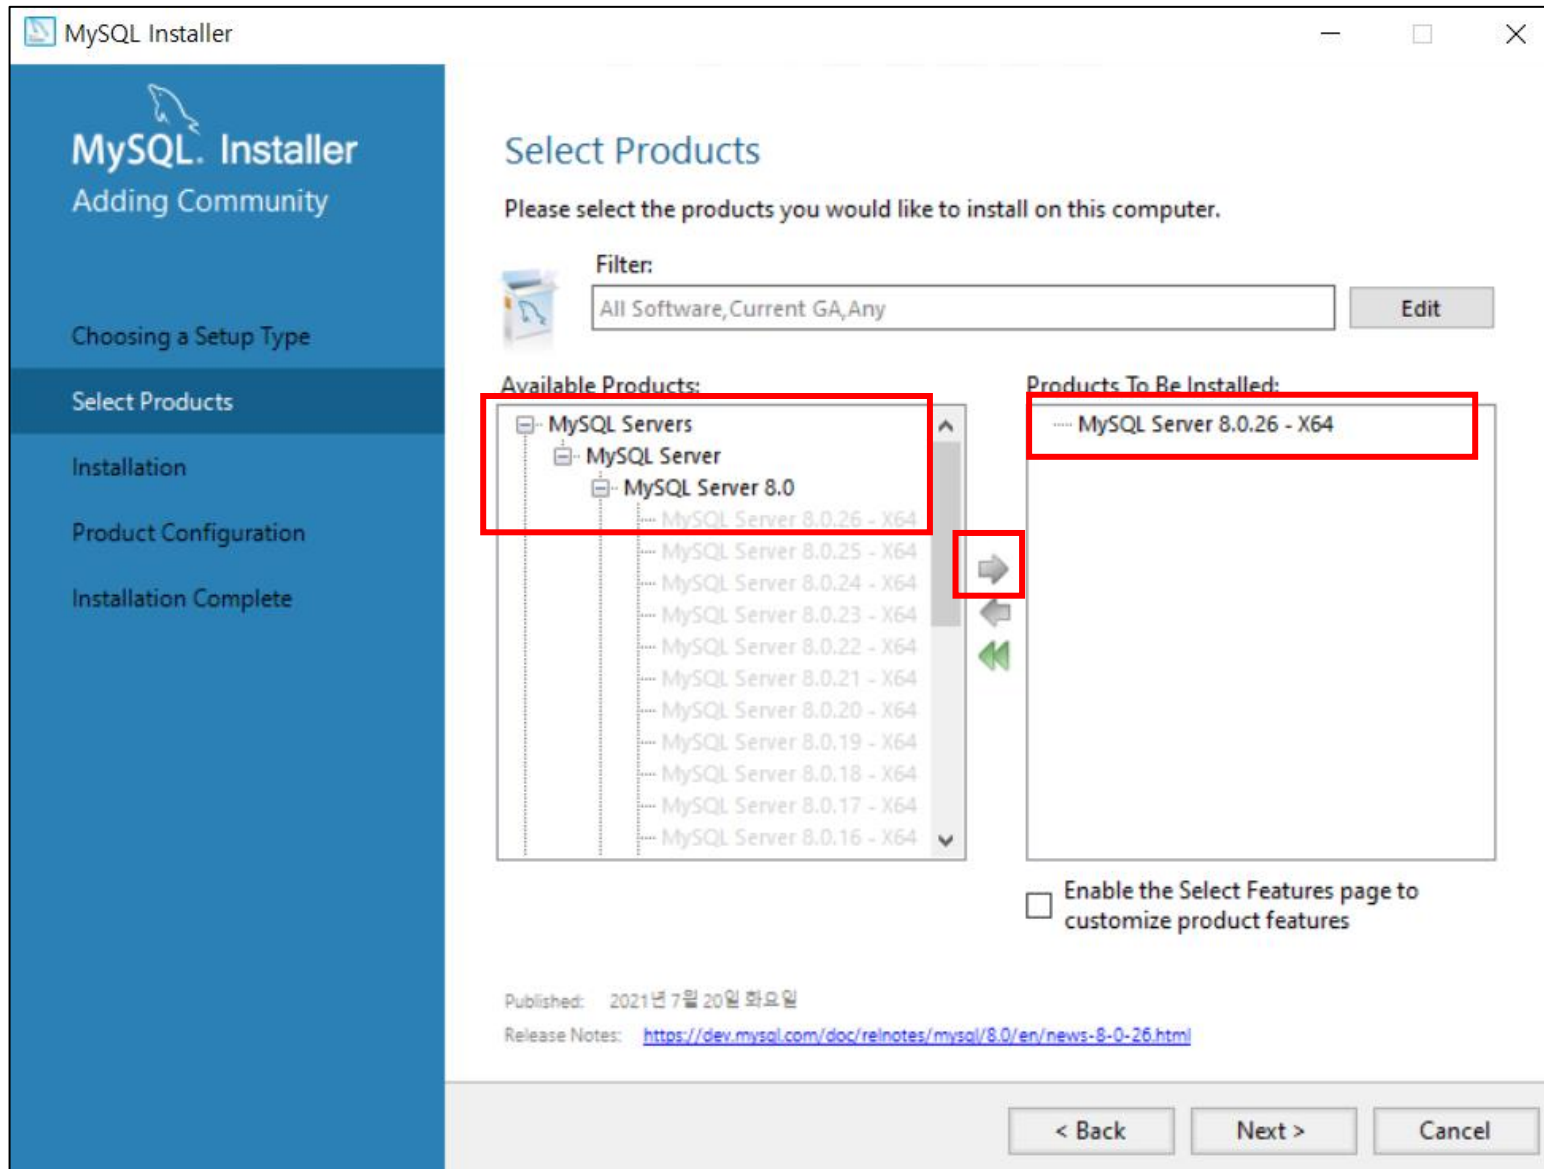 MySQL Installer
MySQL. Installer
Adding Community
Choosing a Setup Type
Select Products
Installation
Product Configuration
Installation Complete
Select Products
Please select the products you would like to install on this computer.
Filter:
All Software,Current GA,Any
Edit
Available Products:
MySQL Servers
MySQL Server
MySQL Server 8.0
MySQL Server 8.0.26 - X64
MySQL Server 8.0.25 - X64
MySQL Server 8.0.24 - X64
MySQL Server 8.0.23 - X64
MySQL Server 8.0.22 - X64
MySQL Server 8.0.21 - X64
MySQL Server 8.0.20 - X64
MySQL Server 8.0.19 - X64
MySQL Server 8.0.18 - X64
MySQL Server 8.0.17 - X64
MySQL Server 8.0.16 - X64
Products To Be Installed:
MySQL Server 8.0.26 - X64
Enable the Select Features page to
customize product features
Published: 2021년 7월 20일 화요일
Release Notes: https://dev.mysql.com/doc/relnotes/mysql/8.0/en/news-8-0-26.html
< Back
Next >
Cancel